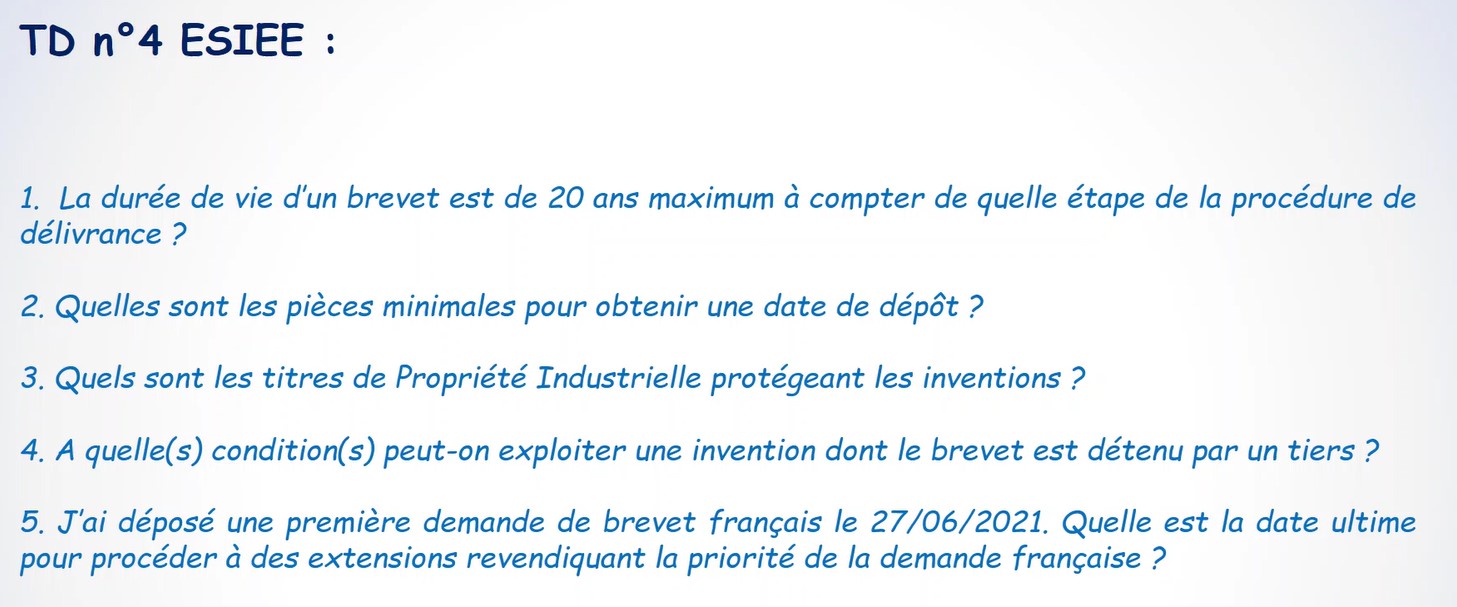 TD n°4 ESIEE :
1. La durée de vie d'un brevet est de 20 ans maximum à compter de quelle étape de la procédure de
délivrance ?
2. Quelles sont les pièces minimales pour obtenir une date de dépôt ?
3. Quels sont les titres de Propriété Industrielle protégeant les inventions ?
4. A quelle(s) condition(s) peut-on exploiter une invention dont le brevet est détenu par un tiers ?
5. J'ai déposé une première demande de brevet français le 27/06/2021. Quelle est la date ultime
pour procéder à des extensions revendiquant la priorité de la demande française ?